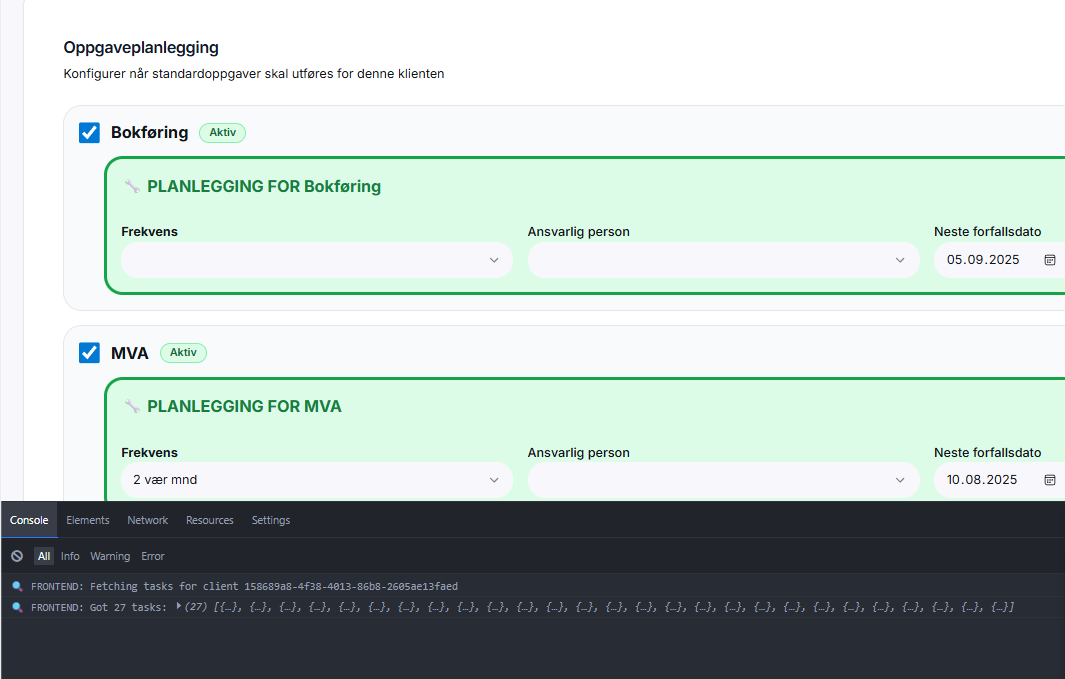 Oppgaveplanlegging
Konfigurer når standardoppgaver skal utføres for denne klienten
Bokføring Aktiv
PLANLEGGING FOR Bokføring
Frekvens Ansvarlig person Neste forfallsdato
05.09.2025
MVA Aktiv
PLANLEGGING FOR MVA
Frekvens Ansvarlig person Neste forfallsdato
2 vær mnd 10.08.2025
Console Elements Network Resources Settings
All Info Warning Error
FRONTEND: Fetching tasks for client 158689a8-4f38-4013-86b8-2605ae13faed
FRONTEND: Got 27 tasks: (27) [{…}, {…}, {…}, {…}, {…}, {…}, {…}, {…}, {…}, {…}, {…}, {…}, {…}, {…}, {…}, {…}, {…}, {…}, {…}, {…}, {…}, {…}, {…}, {…}, {…}, {…}, {…}]